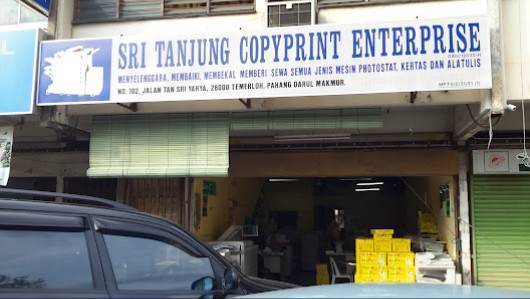 SRI TANJUNG COPYPRINT ENTERPRISE
MENYELENGGARA, MEMBAIKI, MEMBEKAL MEMBERI SEWA SEMUA JENIS MESIN PHOTOSTAT, KERTAS DAN ALATULIS
NO: 102, JALAN TAN SRI YAHYA, 28000 TEMERLOH, PAHANG DARUL MAKMUR.